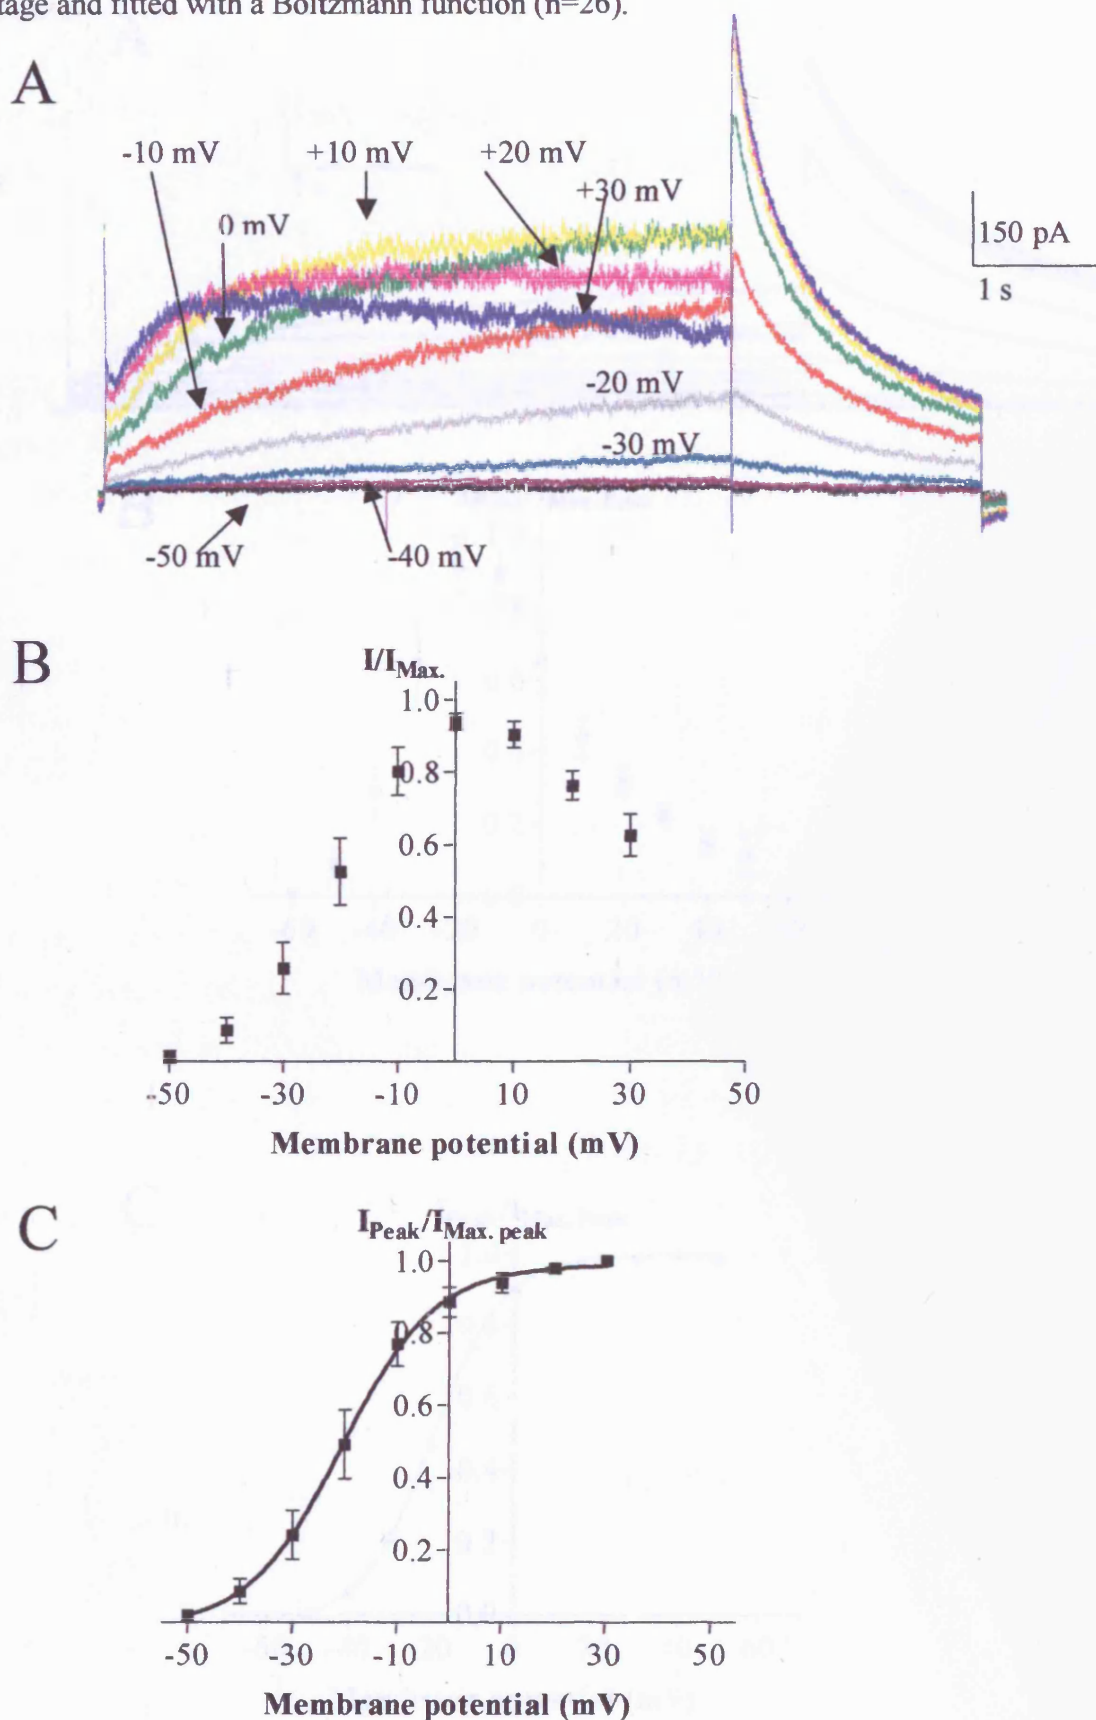 tage and fitted with a Boltzmann function (n=26).
A
-10 mV
+10 mV
+20 mV
+30 mV
0 mV
150 pA
1 s
-20 mV
-30 mV
-50 mV
-40 mV
B
I/I Max.
1.0
0.8
0.6
0.4
0.2
-50 -30 -10 10 30 50
Membrane potential (mV)
C
I Peak/I Max. peak
1.0
0.8
0.6
0.4
0.2
-50 -30 -10 10 30 50
Membrane potential (mV)